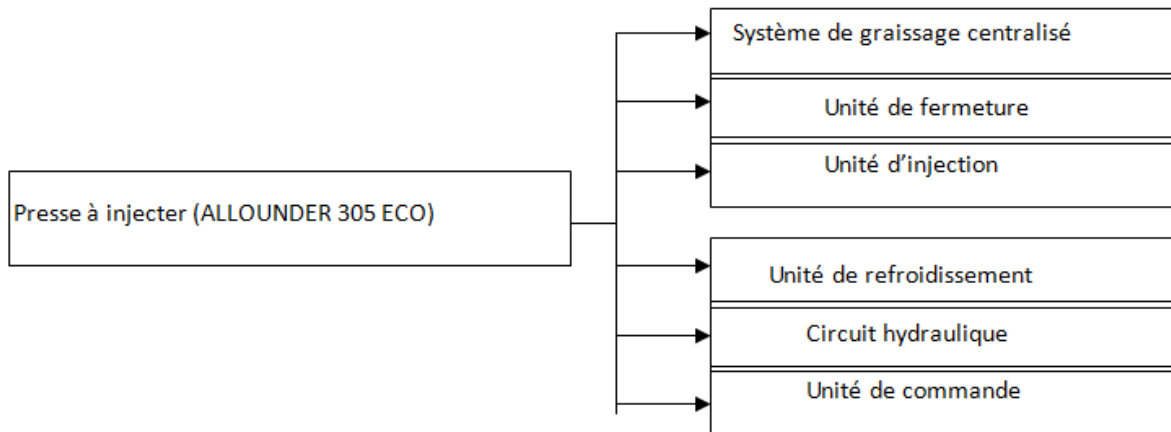 Système de graissage centralisé
Unité de fermeture
Unité d’injection
Presse à injecter (ALLOUNDER 305 ECO)
Unité de refroidissement
Circuit hydraulique
Unité de commande